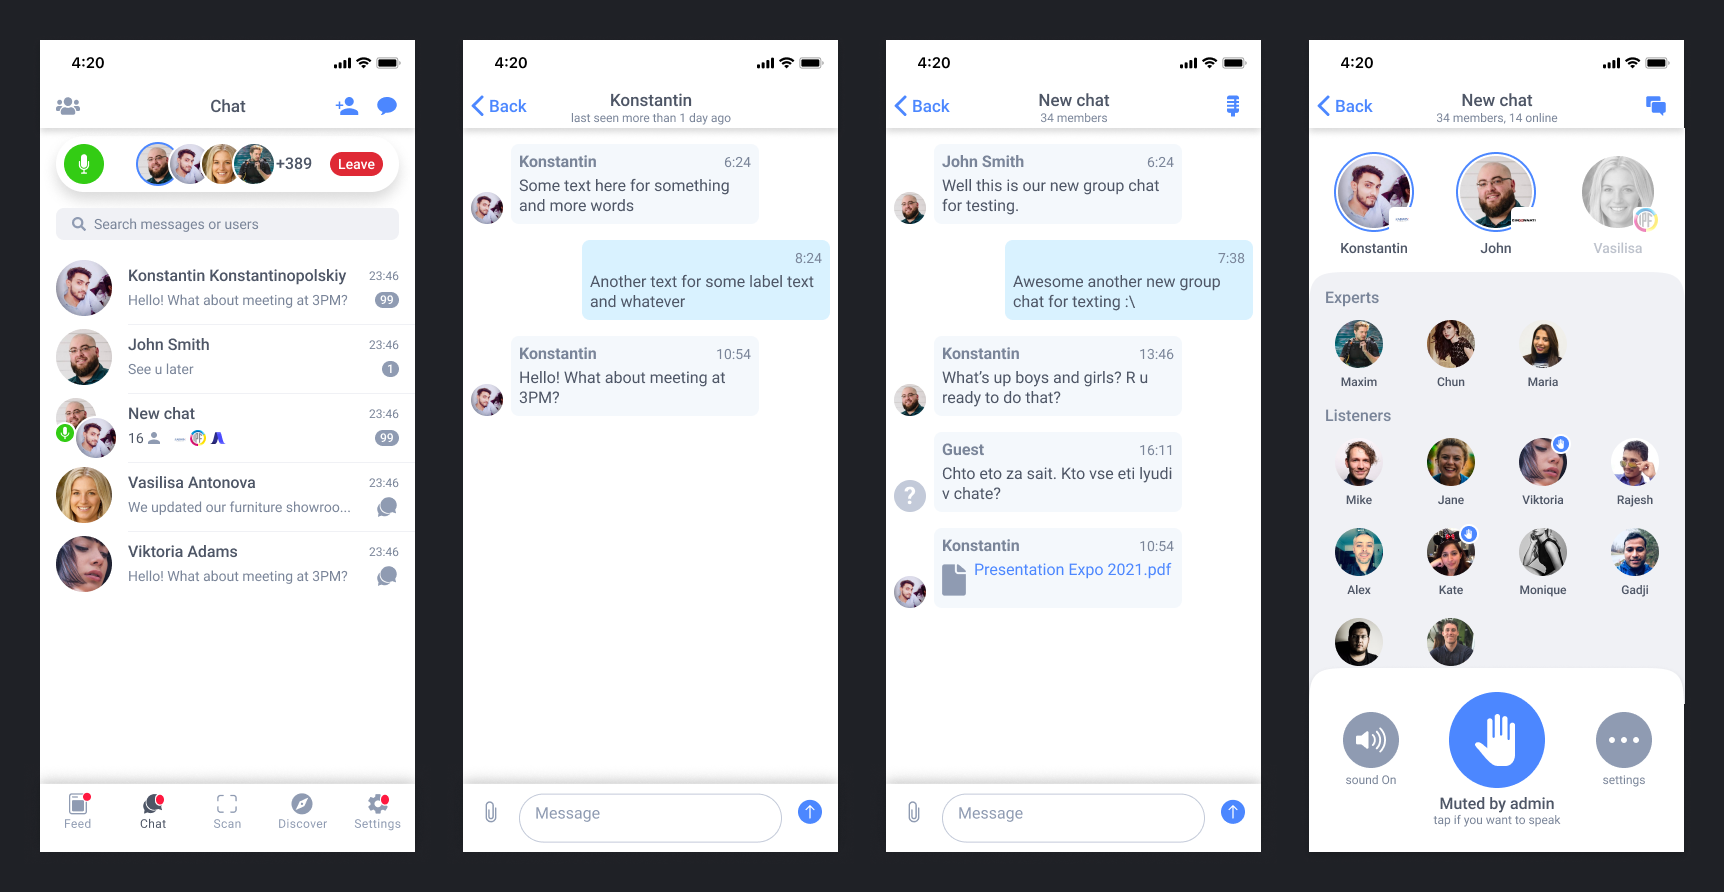 4:20
Chat
+389
Leave
Search messages or users
Konstantin Konstantinopolskiy 23:46
Hello! What about meeting at 3PM? 99
John Smith 23:46
See u later 1
New chat 23:46
16 99
Vasilisa Antonova 23:46
We updated our furniture showroo...
Viktoria Adams 23:46
Hello! What about meeting at 3PM?
Feed Chat Scan Discover Settings
4:20
Back
Konstantin
last seen more than 1 day ago
Konstantin 6:24
Some text here for something
and more words
8:24
Another text for some label text
and whatever
Konstantin 10:54
Hello! What about meeting at
3PM?
Message
4:20
Back
New chat
34 members
John Smith 6:24
Well this is our new group chat
for testing.
7:38
Awesome another new group
chat for texting :\
Konstantin 13:46
What's up boys and girls? R u
ready to do that?
Guest 16:11
Chto eto za sait. Kto vse eti lyudi
v chate?
?
Konstantin 10:54
Presentation Expo 2021.pdf
Message
4:20
Back
New chat
34 members, 14 online
Konstantin John Vasilisa
Experts
Maxim Chun Maria
Listeners
Mike Jane Viktoria Rajesh
Alex Kate Monique Gadji
sound On
settings
Muted by admin
tap if you want to speak